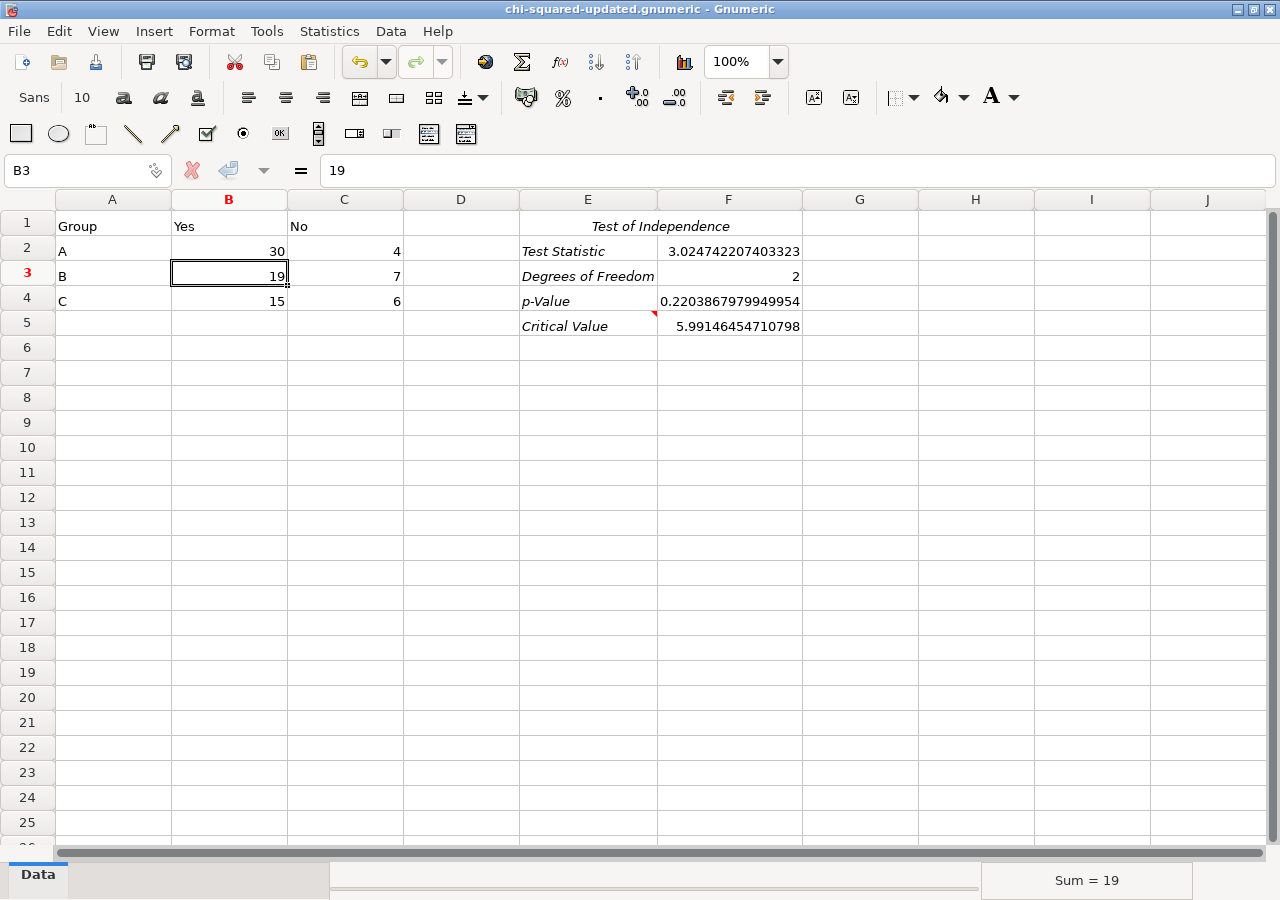 chi-squared-updated.gnumeric - Gnumeric
File Edit View Insert Format Tools Statistics Data Help
f(x) 100%
Sans 10 a a a % .00 .00 A A A
OK
B3 = 19
A B C D E F G H I J
1 Group Yes No Test of Independence
2 A 30 4 Test Statistic 3.024742207403323
3 B 19 7 Degrees of Freedom 2
4 C 15 6 p-Value 0.2203867979949954
5 Critical Value 5.99146454710798
6
7
8
9
10
11
12
13
14
15
16
17
18
19
20
21
22
23
24
25
Data Sum = 19